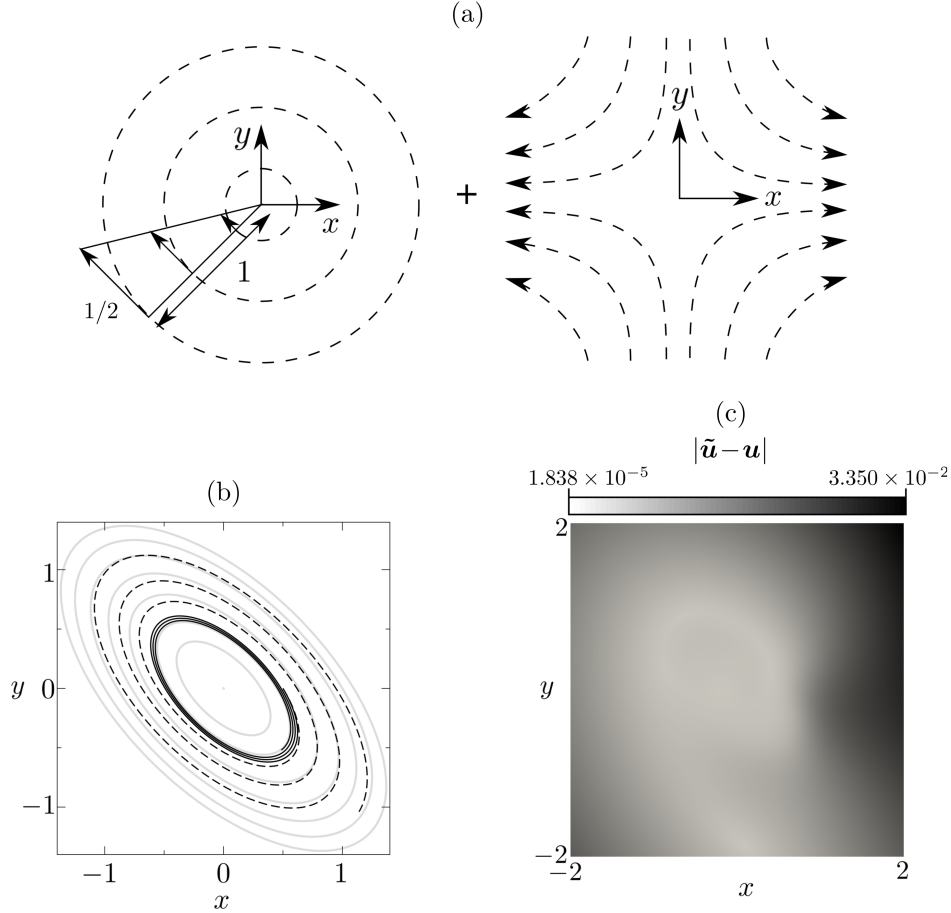 (a)
y
x
1
1/2
+
y
x
(c)
|ũ−u|
1.838 × 10⁻⁵ 3.350 × 10⁻²
(b)
1
y 0
−1
−1 0 1
x
2
y
−2
−2 2
x